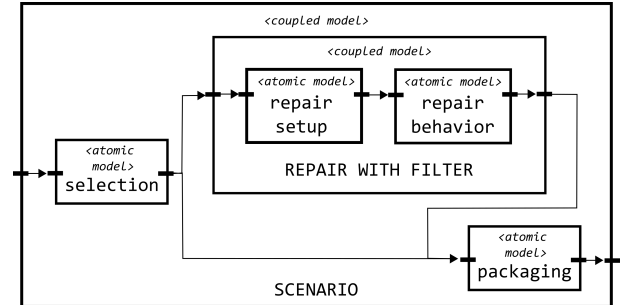 <coupled model>
<coupled model>
<atomic model>
repair
setup
<atomic model>
repair
behavior
REPAIR WITH FILTER
<atomic
model>
selection
<atomic
model>
packaging
SCENARIO